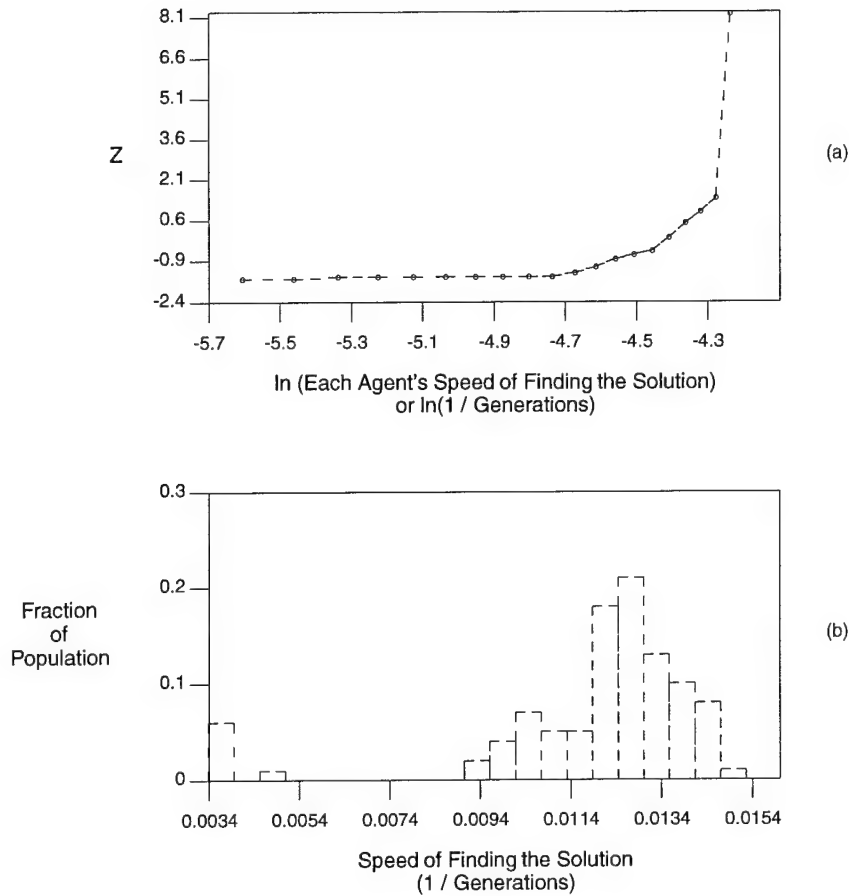 8.1
6.6
5.1
3.6
2.1
0.6
-0.9
-2.4
Z
(a)
-5.7 -5.5 -5.3 -5.1 -4.9 -4.7 -4.5 -4.3
ln (Each Agent's Speed of Finding the Solution)
or ln(1 / Generations)
0.3
0.2
0.1
0
Fraction
of
Population
(b)
0.0034 0.0054 0.0074 0.0094 0.0114 0.0134 0.0154
Speed of Finding the Solution
(1 / Generations)